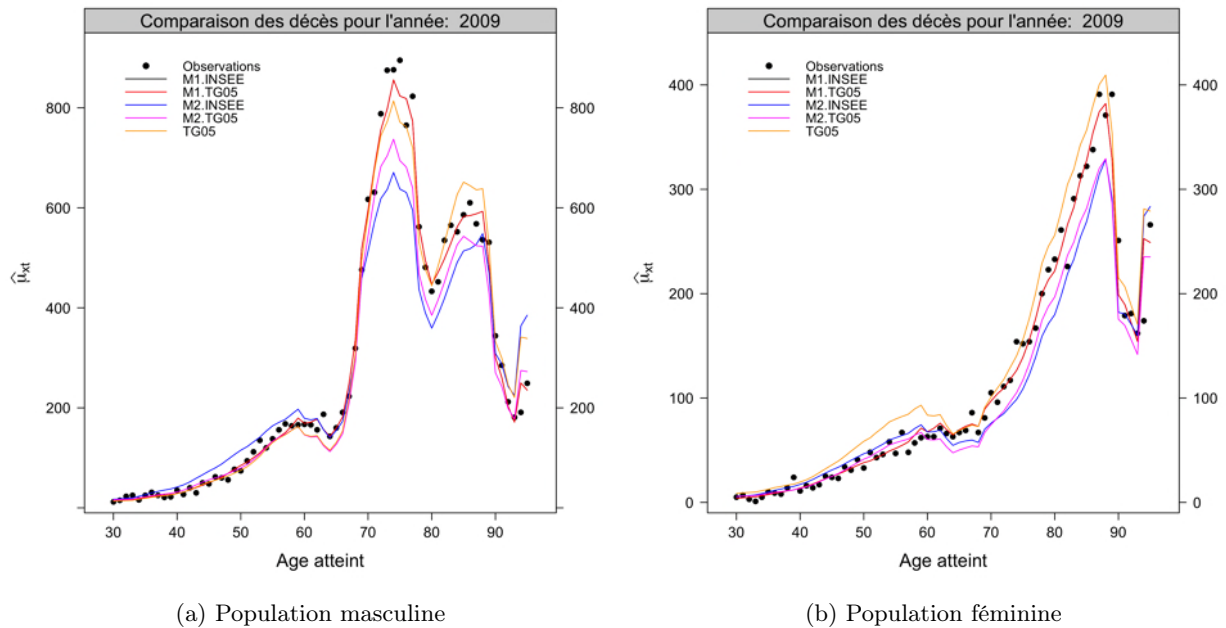 Comparaison des décès pour l'année: 2009
Observations
M1.INSEE
M1.TG05
M2.INSEE
M2.TG05
TG05
800
600
400
200
800
600
400
200
30 40 50 60 70 80 90
Age atteint
μ̂xt
(a) Population masculine
Comparaison des décès pour l'année: 2009
Observations
M1.INSEE
M1.TG05
M2.INSEE
M2.TG05
TG05
400
300
200
100
0
400
300
200
100
0
30 40 50 60 70 80 90
Age atteint
μ̂xt
(b) Population féminine